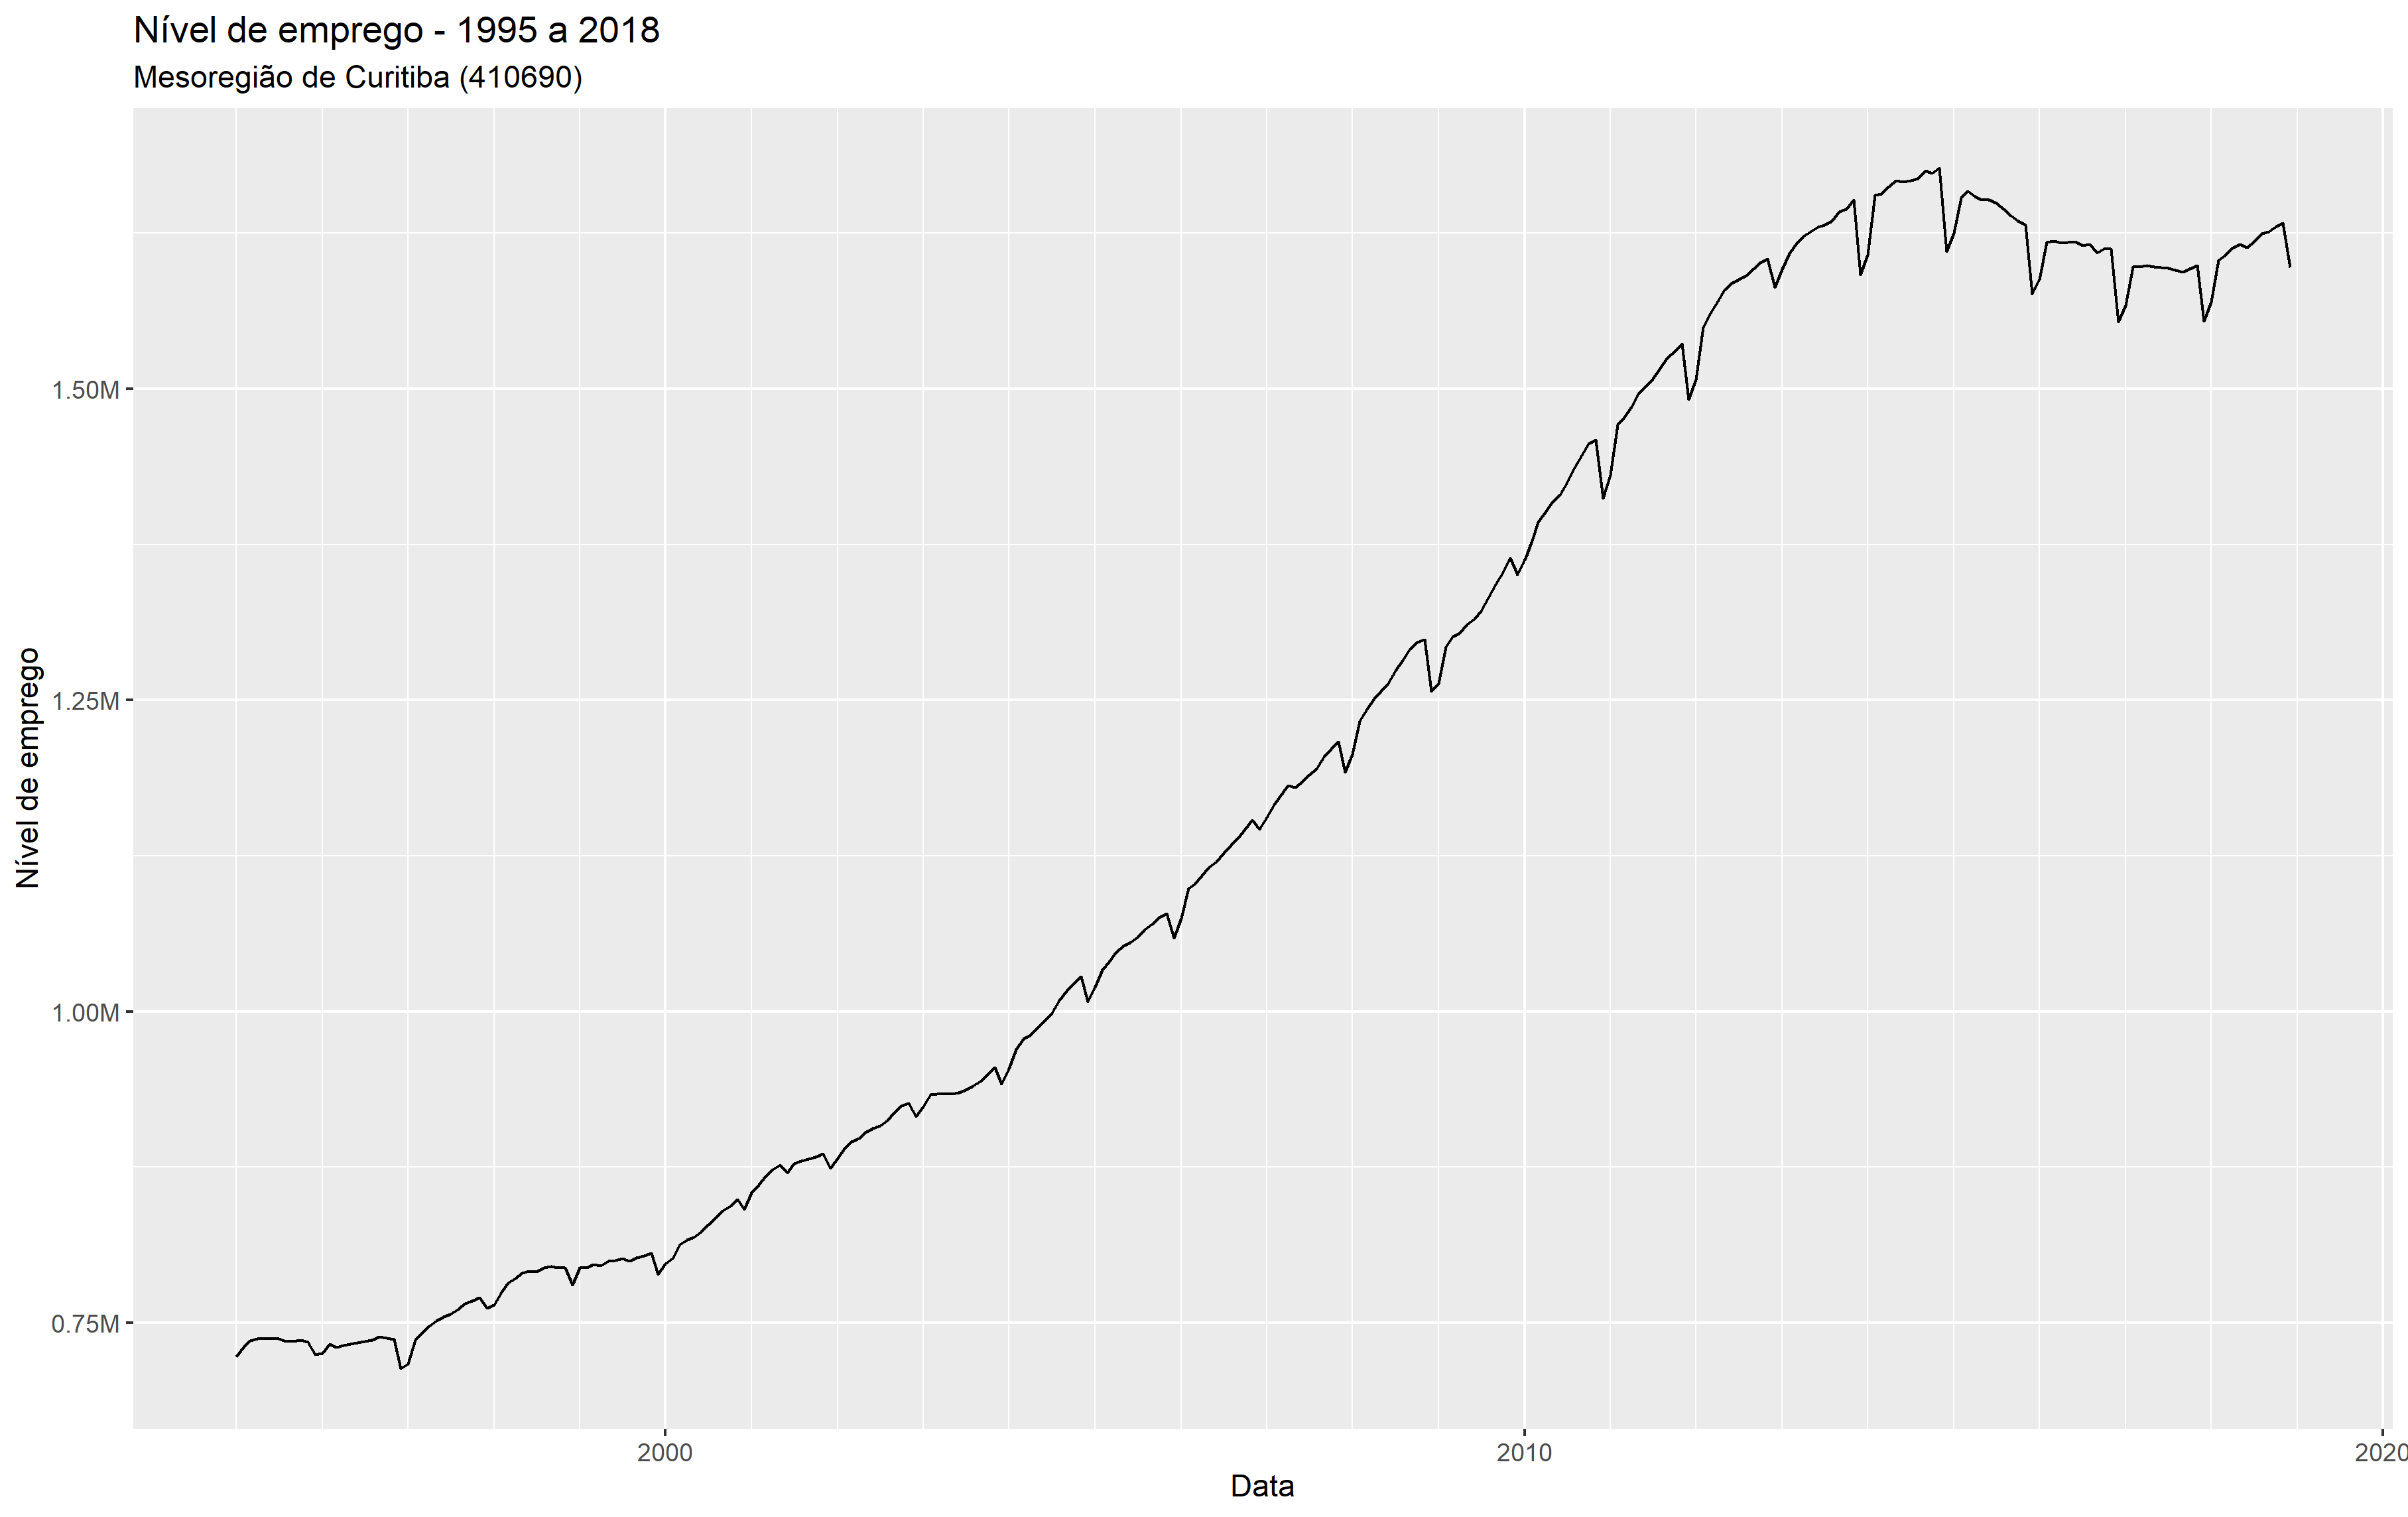 Nível de emprego - 1995 a 2018
Mesoregião de Curitiba (410690)
Nível de emprego
1.50M
1.25M
1.00M
0.75M
2000
2010
2020
Data